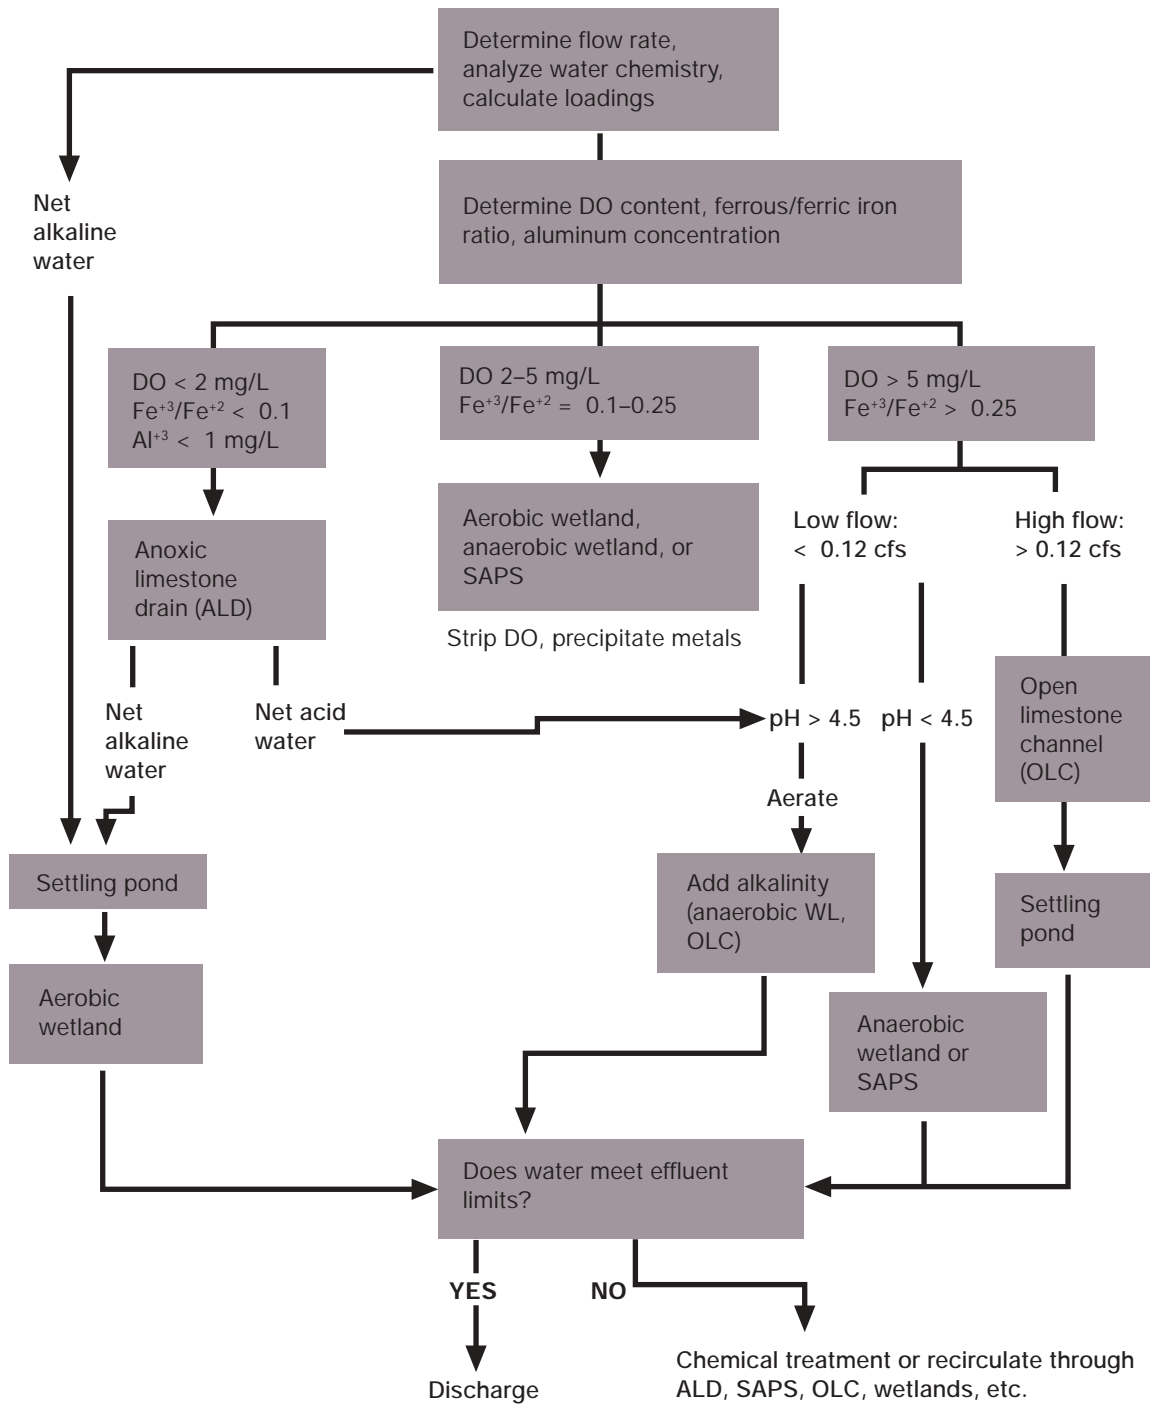 Determine flow rate,
analyze water chemistry,
calculate loadings
Net
alkaline
water
Determine DO content, ferrous/ferric iron
ratio, aluminum concentration
DO < 2 mg/L
Fe⁺³/Fe⁺² < 0.1
Al⁺³ < 1 mg/L
DO 2–5 mg/L
Fe⁺³/Fe⁺² = 0.1–0.25
DO > 5 mg/L
Fe⁺³/Fe⁺² > 0.25
Anoxic
limestone
drain (ALD)
Aerobic wetland,
anaerobic wetland, or
SAPS
Strip DO, precipitate metals
Low flow:
< 0.12 cfs
High flow:
> 0.12 cfs
Net
alkaline
water
Net acid
water
pH > 4.5
pH < 4.5
Open
limestone
channel
(OLC)
Aerate
Settling pond
Add alkalinity
(anaerobic WL,
OLC)
Settling
pond
Aerobic
wetland
Anaerobic
wetland or
SAPS
Does water meet effluent
limits?
YES
NO
Discharge
Chemical treatment or recirculate through
ALD, SAPS, OLC, wetlands, etc.